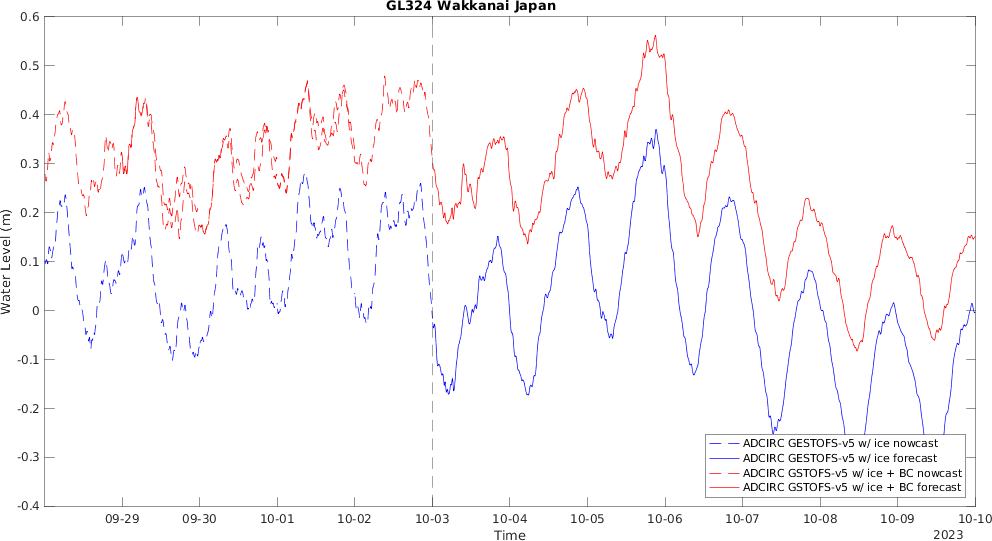 GL324 Wakkanai Japan
Water Level (m)
0.6
0.5
0.4
0.3
0.2
0.1
0
-0.1
-0.2
-0.3
-0.4
ADCIRC GESTOFS-v5 w/ ice nowcast
ADCIRC GESTOFS-v5 w/ ice forecast
ADCIRC GSTOFS-v5 w/ ice + BC nowcast
ADCIRC GSTOFS-v5 w/ ice + BC forecast
09-29 09-30 10-01 10-02 10-03 10-04 10-05 10-06 10-07 10-08 10-09 10-10
Time
2023